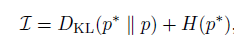 𝓘 = D_KL(p* ∥ p) + H(p*),